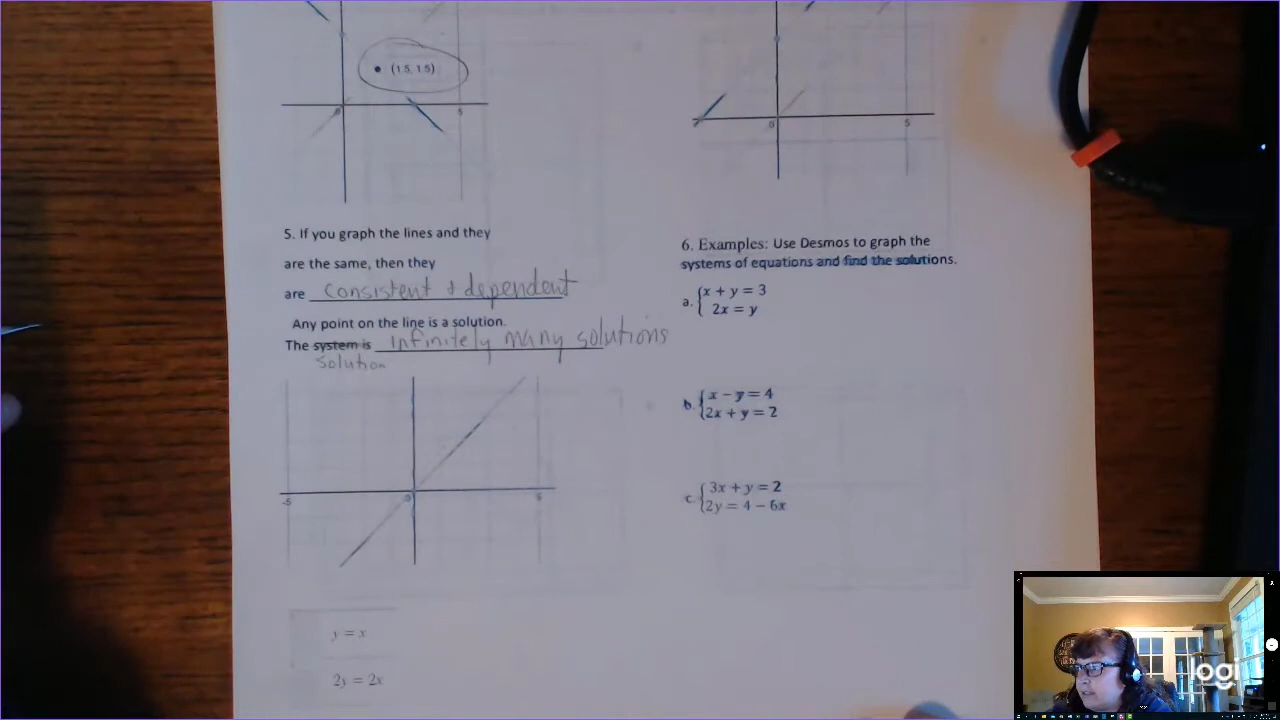 (1.5, 1.5)
0
5
0
5
5. If you graph the lines and they
are the same, then they
are consistent & dependent
Any point on the line is a solution.
The system is infinitely many solutions
solution
-5
0
5
y = x
2y = 2x
6. Examples: Use Desmos to graph the
systems of equations and find the solutions.
a. {x + y = 3
2x = y
b. {x − y = 4
2x + y = 2
c. {3x + y = 2
2y = 4 − 6x
logi